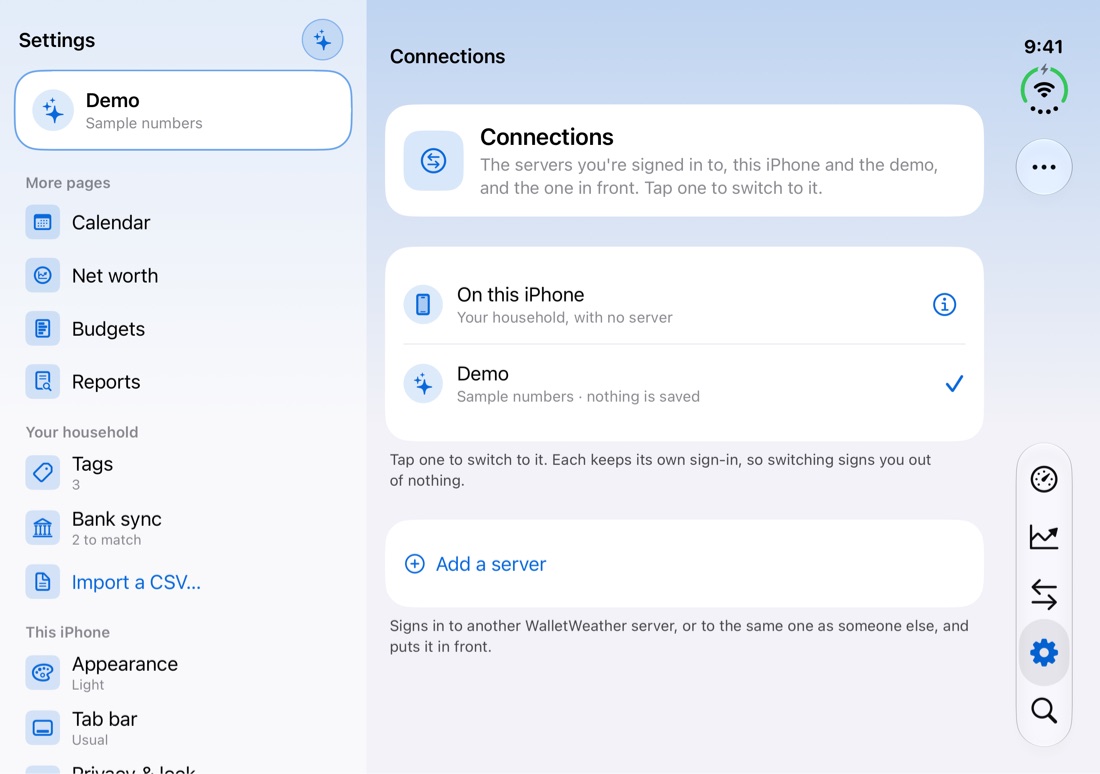 Settings
Demo
Sample numbers
More pages
Calendar
Net worth
Budgets
Reports
Your household
Tags
3
Bank sync
2 to match
Import a CSV...
This iPhone
Appearance
Light
Tab bar
Usual
Privacy & lock
Connections
Connections
The servers you're signed in to, this iPhone and the demo,
and the one in front. Tap one to switch to it.
On this iPhone
Your household, with no server
Demo
Sample numbers · nothing is saved
Tap one to switch to it. Each keeps its own sign-in, so switching signs you out
of nothing.
Add a server
Signs in to another WalletWeather server, or to the same one as someone else, and
puts it in front.
9:41